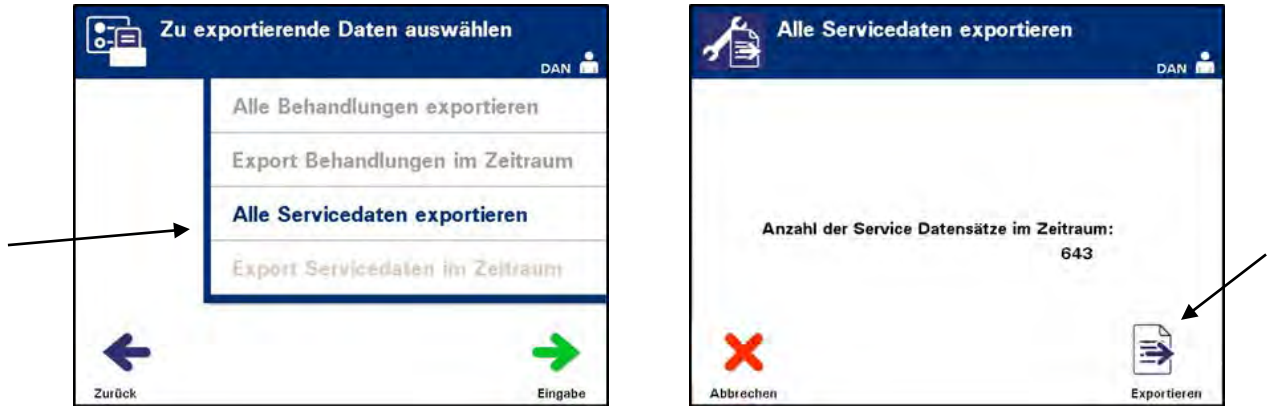 Zu exportierende Daten auswählen
DAN
Alle Behandlungen exportieren
Export Behandlungen im Zeitraum
Alle Servicedaten exportieren
Export Servicedaten im Zeitraum
Zurück
Eingabe
Alle Servicedaten exportieren
DAN
Anzahl der Service Datensätze im Zeitraum:
643
Abbrechen
Exportieren